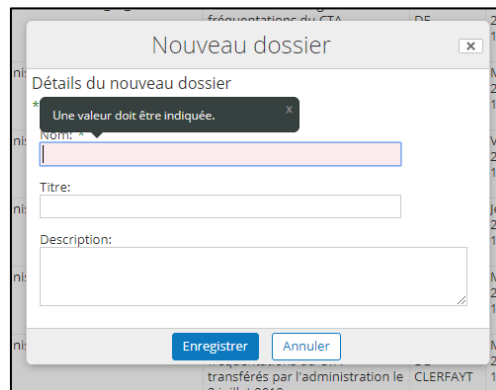 fréquentations du CTA
DE
Nouveau dossier
x
Détails du nouveau dossier
*
Une valeur doit être indiquée.
x
Nom: *
Titre:
Description:
Enregistrer
Annuler
transférés par l'administration le
CLERFAYT